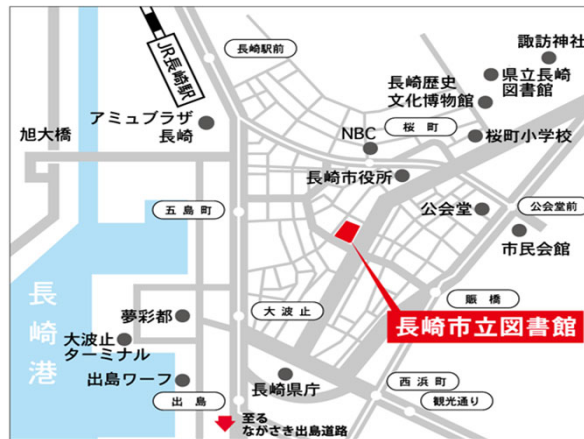 JR長崎駅
長崎駅前
諏訪神社
県立長崎
図書館
長崎歴史
文化博物館
アミュプラザ
長崎
旭大橋
NBC
桜町
桜町小学校
長崎市役所
五島町
公会堂
公会堂前
市民会館
長崎港
夢彩都
大波止
賑橋
大波止
ターミナル
長崎市立図書館
出島ワーフ
長崎県庁
西浜町
出島
観光通り
至る
ながさき出島道路